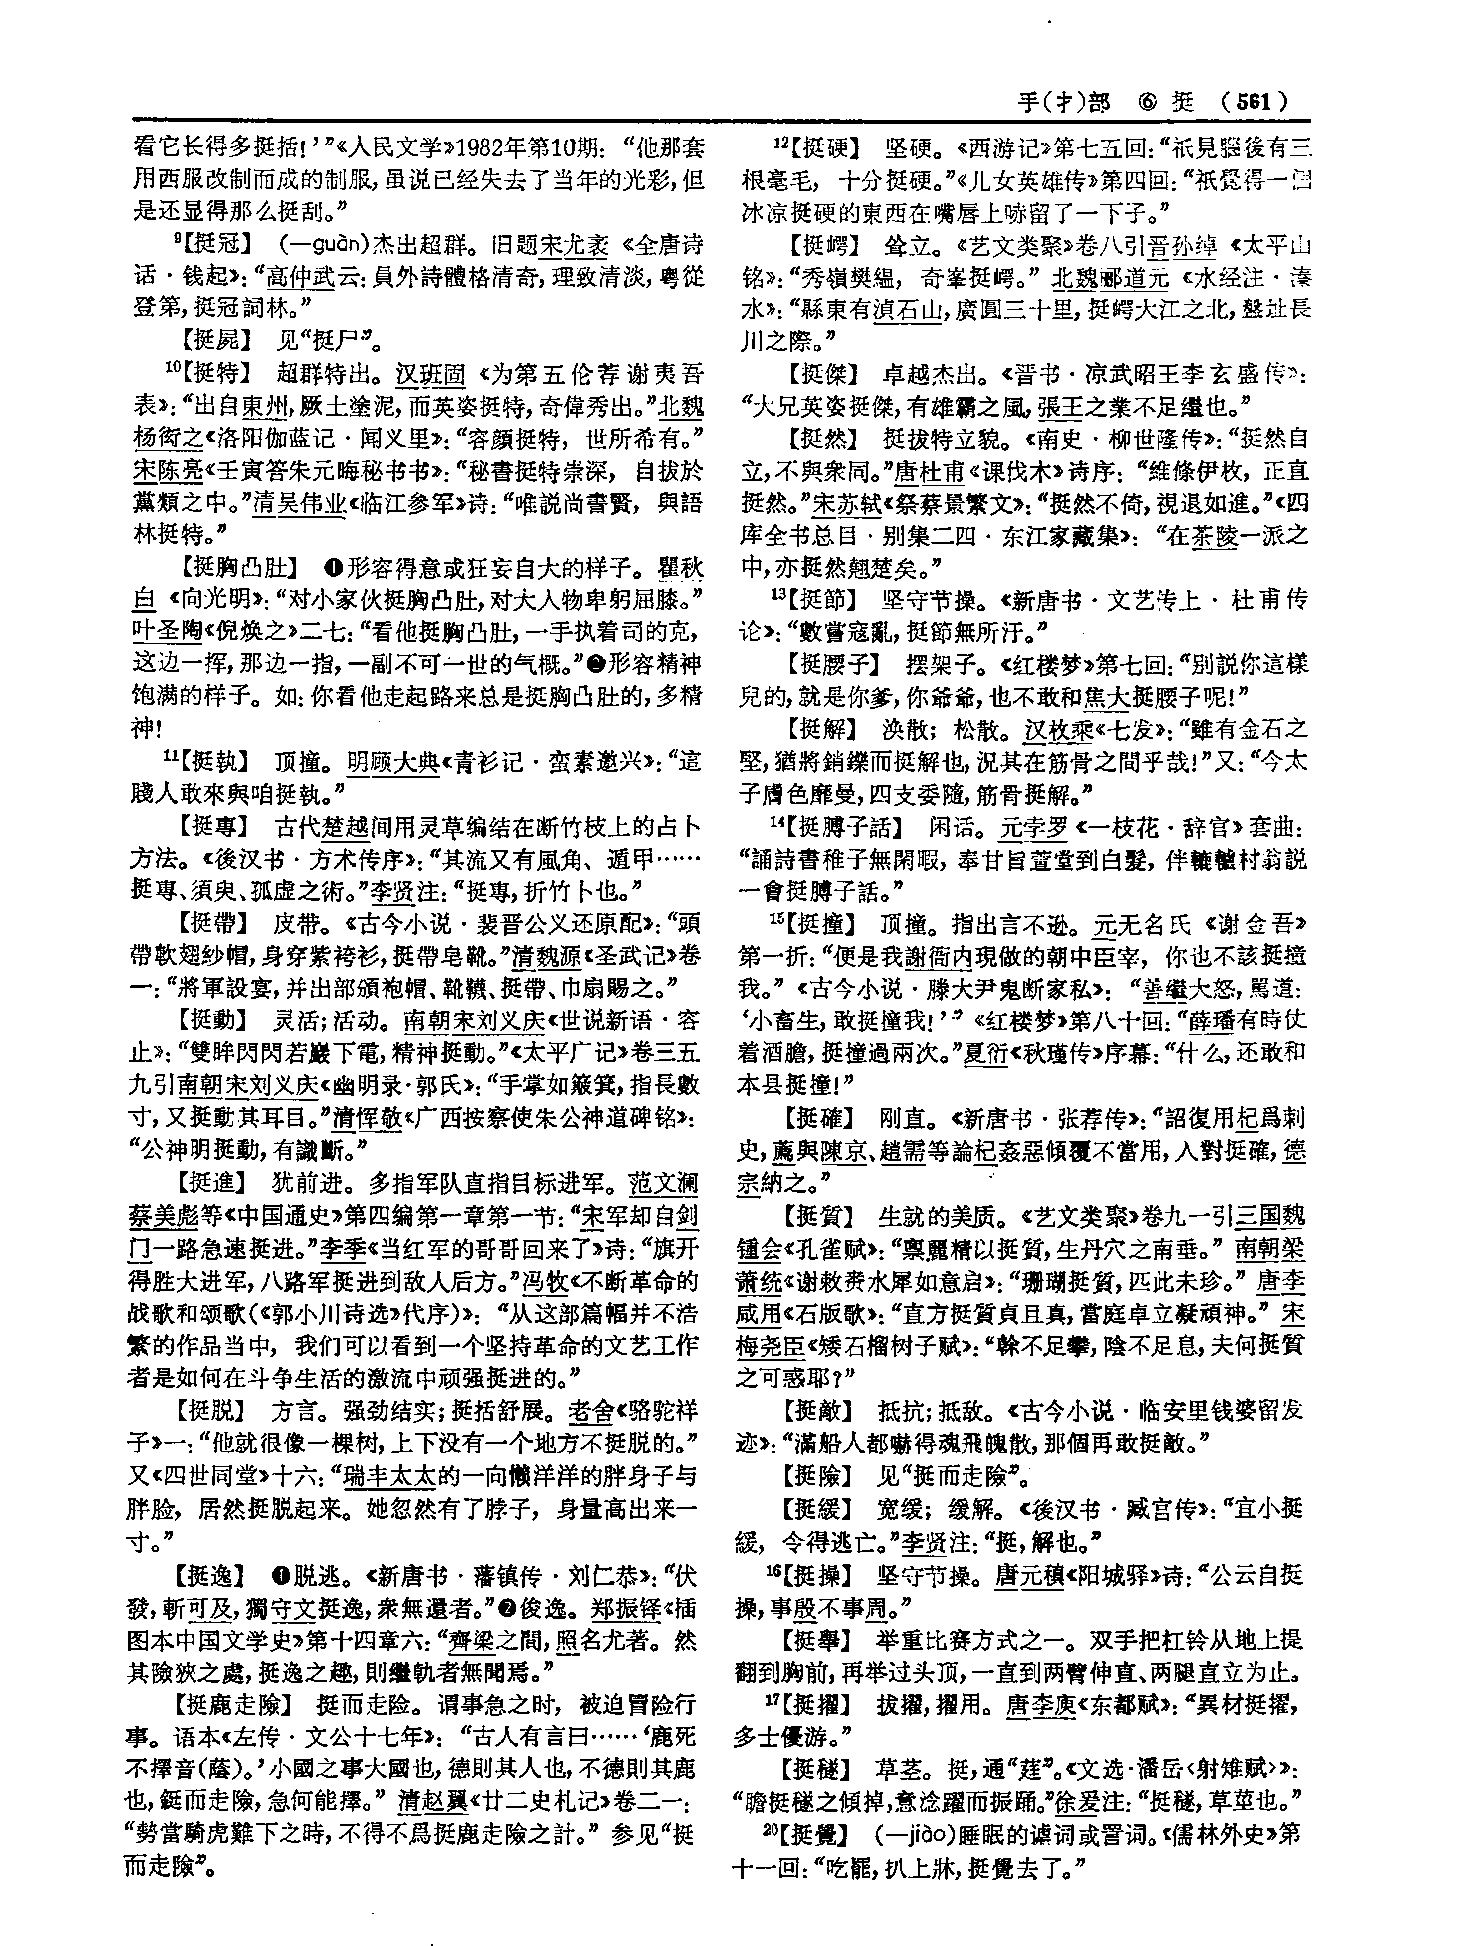 手(扌)部 ⑥ 挺 (561)
看它长得多挺括!’”《人民文学》1982年第10期：“他那套
用西服改制而成的制服,虽说已经失去了当年的光彩,但
是还显得那么挺刮。”
⁹【挺冠】 (—guàn)杰出超群。旧题宋尤袤《全唐诗
话·钱起》：“高仲武云：員外詩體格清奇,理致清淡,粤從
登第,挺冠詞林。”
【挺屍】 见“挺尸”。
¹⁰【挺特】 超群特出。汉班固《为第五伦荐谢夷吾
表》：“出自東州,厥土塗泥,而英姿挺特,奇偉秀出。”北魏
杨衒之《洛阳伽蓝记·闻义里》：“容顔挺特，世所希有。”
宋陈亮《壬寅答朱元晦秘书书》：“秘書挺特崇深，自拔於
黨類之中。”清吴伟业《临江参军》诗：“唯説尚書賢，與語
林挺特。”
【挺胸凸肚】 ❶形容得意或狂妄自大的样子。瞿秋
白《向光明》：“对小家伙挺胸凸肚,对大人物卑躬屈膝。”
叶圣陶《倪焕之》二七：“看他挺胸凸肚,一手执着司的克,
这边一挥,那边一指,一副不可一世的气概。”❷形容精神
饱满的样子。如：你看他走起路来总是挺胸凸肚的,多精
神!
¹¹【挺執】 顶撞。明顾大典《青衫记·蛮素邀兴》：“這
賤人敢來與咱挺執。”
【挺專】 古代楚越间用灵草编结在断竹枝上的占卜
方法。《後汉书·方术传序》：“其流又有風角、遁甲……
挺專、須臾、孤虚之術。”李贤注：“挺專,折竹卜也。”
【挺帶】 皮带。《古今小说·裴晋公义还原配》：“頭
帶軟翅紗帽,身穿紫袴衫,挺帶皂靴。”清魏源《圣武记》卷
一：“將軍設宴,并出部頒袍帽、靴韈、挺帶、巾扇賜之。”
【挺動】 灵活;活动。南朝宋刘义庆《世说新语·容
止》：“雙眸閃閃若巖下電,精神挺動。”《太平广记》卷三五
九引南朝宋刘义庆《幽明录·郭氏》：“手掌如簸箕,指長數
寸,又挺動其耳目。”清恽敬《广西按察使朱公神道碑铭》：
“公神明挺動,有識斷。”
【挺進】 犹前进。多指军队直指目标进军。范文澜
蔡美彪等《中国通史》第四编第一章第一节：“宋军却自剑
门一路急速挺进。”李季《当红军的哥哥回来了》诗：“旗开
得胜大进军,八路军挺进到敌人后方。”冯牧《不断革命的
战歌和颂歌(《郭小川诗选》代序)》：“从这部篇幅并不浩
繁的作品当中，我们可以看到一个坚持革命的文艺工作
者是如何在斗争生活的激流中顽强挺进的。”
【挺脱】 方言。强劲结实;挺括舒展。老舍《骆驼祥
子》一：“他就很像一棵树,上下没有一个地方不挺脱的。”
又《四世同堂》十六：“瑞丰太太的一向懒洋洋的胖身子与
胖脸，居然挺脱起来。她忽然有了脖子，身量高出来一
寸。”
【挺逸】 ❶脱逃。《新唐书·藩镇传·刘仁恭》：“伏
發,斬可及,獨守文挺逸,衆無還者。”❷俊逸。郑振铎《插
图本中国文学史》第十四章六：“齊梁之間,照名尤著。然
其險狹之處,挺逸之趣,則繼軌者無聞焉。”
【挺鹿走險】 挺而走险。谓事急之时，被迫冒险行
事。语本《左传·文公十七年》：“古人有言曰……‘鹿死
不擇音(蔭)。’小國之事大國也,德則其人也,不德則其鹿
也,鋌而走險,急何能擇。” 清赵翼《廿二史札记》卷二一：
“勢當騎虎難下之時,不得不爲挺鹿走險之計。” 参见“挺
而走險”。
¹²【挺硬】 坚硬。《西游记》第七五回：“祇見腦後有三
根毫毛，十分挺硬。”《儿女英雄传》第四回：“祇覺得一個
冰凉挺硬的東西在嘴唇上哧留了一下子。”
【挺崿】 耸立。《艺文类聚》卷八引晋孙绰《太平山
铭》：“秀嶺樊緼，奇峯挺崿。” 北魏郦道元《水经注·溱
水》：“縣東有滇石山,廣圓三十里,挺崿大江之北,盤址長
川之際。”
【挺傑】 卓越杰出。《晋书·凉武昭王李玄盛传》：
“大兄英姿挺傑,有雄霸之風,張王之業不足繼也。”
【挺然】 挺拔特立貌。《南史·柳世隆传》：“挺然自
立,不與衆同。”唐杜甫《课伐木》诗序：“維條伊枚，正直
挺然。”宋苏轼《祭蔡景繁文》：“挺然不倚,視退如進。”《四
库全书总目·别集二四·东江家藏集》：“在茶陵一派之
中,亦挺然翘楚矣。”
¹³【挺節】 坚守节操。《新唐书·文艺传上·杜甫传
论》：“數嘗寇亂,挺節無所汙。”
【挺腰子】 摆架子。《红楼梦》第七回：“别説你這樣
兒的,就是你爹,你爺爺,也不敢和焦大挺腰子呢!”
【挺解】 涣散；松散。汉枚乘《七发》：“雖有金石之
堅,猶將銷鑠而挺解也,況其在筋骨之間乎哉!”又：“今太
子膚色靡曼,四支委隨,筋骨挺解。”
¹⁴【挺膊子話】 闲话。元孛罗《一枝花·辞官》套曲：
“誦詩書稚子無閑暇，奉甘旨萱堂到白髮，伴轆轤村翁説
一會挺膊子話。”
¹⁵【挺撞】 顶撞。指出言不逊。元无名氏《谢金吾》
第一折：“便是我謝衙内現做的朝中臣宰，你也不該挺撞
我。”《古今小说·滕大尹鬼断家私》：“善繼大怒,駡道：
‘小畜生,敢挺撞我!’”《红楼梦》第八十回：“薛璠有時仗
着酒膽,挺撞過兩次。”夏衍《秋瑾传》序幕：“什么,还敢和
本县挺撞!”
【挺確】 刚直。《新唐书·张荐传》：“詔復用杞爲刺
史,薦與陳京、趙需等論杞姦惡傾覆不當用,入對挺確,德
宗納之。”
【挺質】 生就的美质。《艺文类聚》卷九一引三国魏
锺会《孔雀赋》：“禀麗精以挺質,生丹穴之南垂。” 南朝梁
萧统《谢敕赉水犀如意启》：“珊瑚挺質,匹此未珍。” 唐李
咸用《石版歌》：“直方挺質貞且真,當庭卓立凝頑神。” 宋
梅尧臣《矮石榴树子赋》：“榦不足攀,陰不足息,夫何挺質
之可惑耶?”
【挺敵】 抵抗;抵敌。《古今小说·临安里钱婆留发
迹》：“滿船人都嚇得魂飛魄散,那個再敢挺敵。”
【挺險】 见“挺而走險”。
【挺緩】 宽缓；缓解。《後汉书·臧宫传》：“宜小挺
緩，令得逃亡。”李贤注：“挺,解也。”
¹⁶【挺操】 坚守节操。唐元稹《阳城驿》诗：“公云自挺
操,事殷不事周。”
【挺舉】 举重比赛方式之一。双手把杠铃从地上提
翻到胸前,再举过头顶,一直到两臂伸直、两腿直立为止。
¹⁷【挺擢】 拔擢,擢用。唐李庾《东都赋》：“異材挺擢，
多士優游。”
【挺穟】 草茎。挺,通“莛”。《文选·潘岳〈射雉赋〉》：
“瞻挺穟之傾掉,意淰躍而振踊。”徐爰注：“挺穟,草莖也。”
²⁰【挺覺】 (—jiào)睡眠的谑词或詈词。《儒林外史》第
十一回：“吃罷,扒上牀,挺覺去了。”